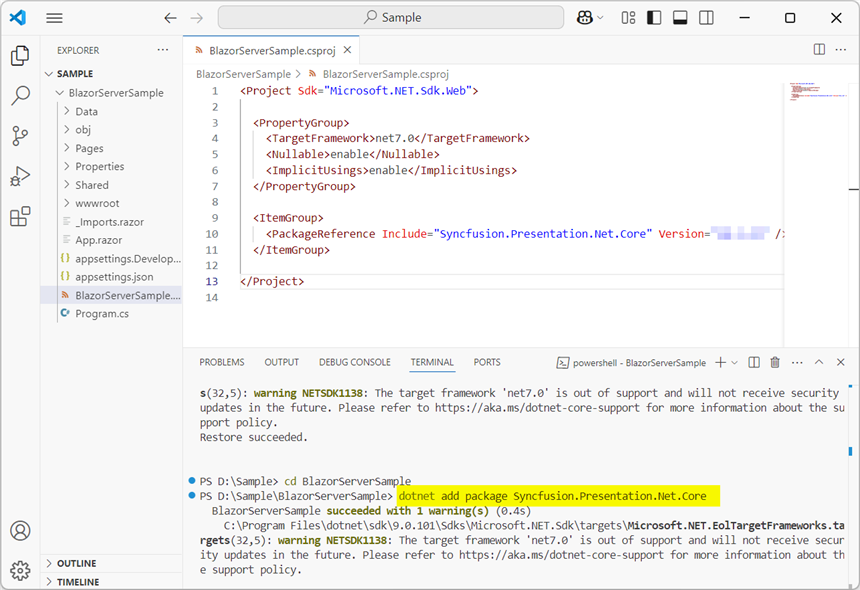 Sample
EXPLORER
SAMPLE
BlazorServerSample
Data
obj
Pages
Properties
Shared
wwwroot
_Imports.razor
App.razor
{} appsettings.Develop...
{} appsettings.json
BlazorServerSample....
Program.cs
OUTLINE
TIMELINE
BlazorServerSample.csproj
BlazorServerSample > BlazorServerSample.csproj
1 <Project Sdk="Microsoft.NET.Sdk.Web">
2
3 <PropertyGroup>
4 <TargetFramework>net7.0</TargetFramework>
5 <Nullable>enable</Nullable>
6 <ImplicitUsings>enable</ImplicitUsings>
7 </PropertyGroup>
8
9 <ItemGroup>
10 <PackageReference Include="Syncfusion.Presentation.Net.Core" Version= />
11 </ItemGroup>
12
13 </Project>
14
PROBLEMS OUTPUT DEBUG CONSOLE TERMINAL PORTS powershell - BlazorServerSample
s(32,5): warning NETSDK1138: The target framework 'net7.0' is out of support and will not receive security
updates in the future. Please refer to https://aka.ms/dotnet-core-support for more information about the su
pport policy.
Restore succeeded.
PS D:\Sample> cd BlazorServerSample
PS D:\Sample\BlazorServerSample> dotnet add package Syncfusion.Presentation.Net.Core
BlazorServerSample succeeded with 1 warning(s) (0.4s)
C:\Program Files\dotnet\sdk\9.0.101\Sdks\Microsoft.NET.Sdk\targets\Microsoft.NET.EolTargetFrameworks.ta
rgets(32,5): warning NETSDK1138: The target framework 'net7.0' is out of support and will not receive secur
ity updates in the future. Please refer to https://aka.ms/dotnet-core-support for more information about th
e support policy.